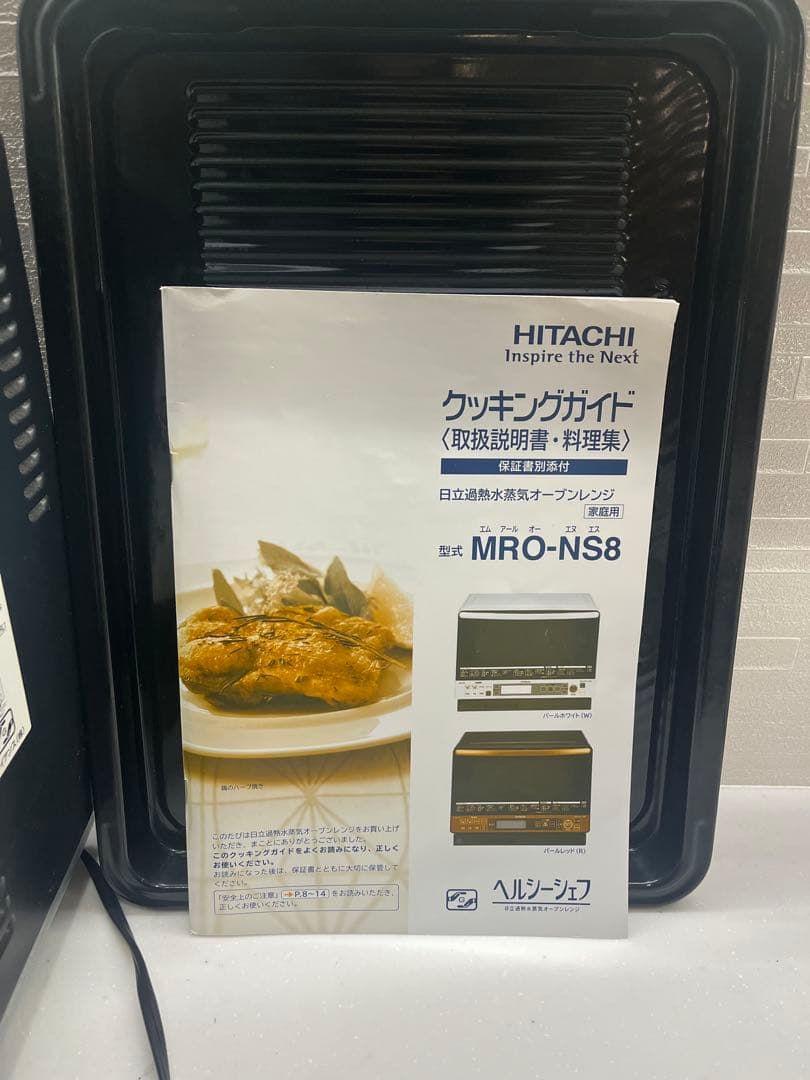 HITACHI
Inspire the Next
クッキングガイド
〈取扱説明書・料理集〉
保証書別添付
日立過熱水蒸気オーブンレンジ
家庭用
エム アール オー エヌ エス
型式 MRO-NS8
パールホワイト(W)
パールレッド(R)
鶏のハーブ焼き
このたびは日立過熱水蒸気オーブンレンジをお買い上げ
いただき、まことにありがとうございました。
このクッキングガイドをよくお読みになり、正しく
お使いください。
お読みになった後は、保証書とともに大切に保管して
ください。
「安全上のご注意」→P.8〜14をお読みいただき、
正しくお使いください。
G
ヘルシーシェフ
日立過熱水蒸気オーブンレンジ